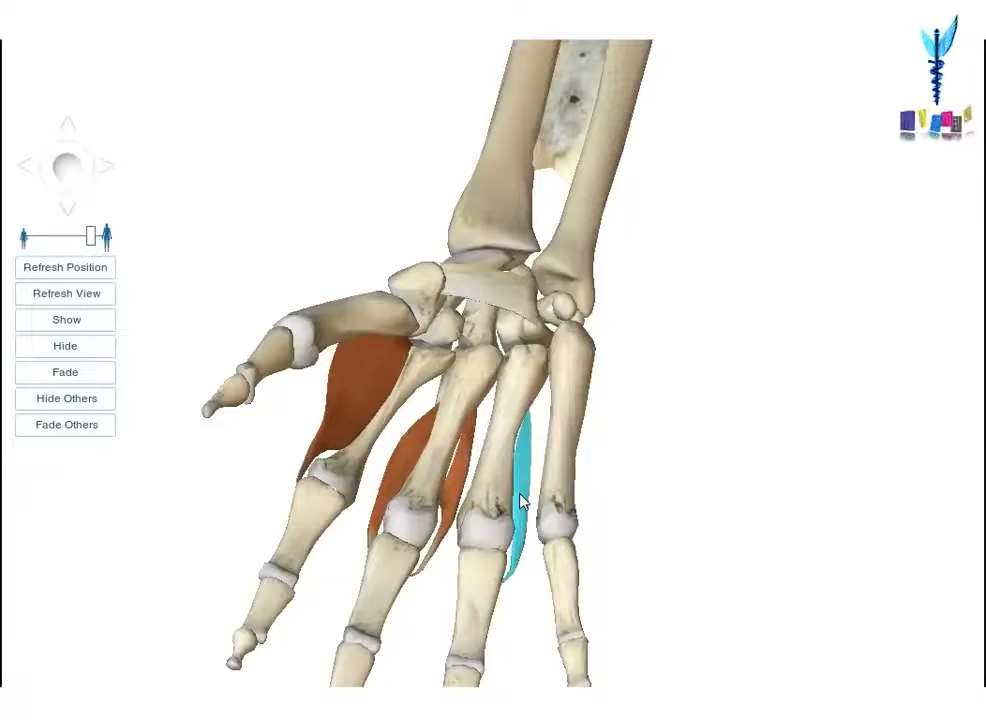 Refresh Position
Refresh View
Show
Hide
Fade
Hide Others
Fade Others